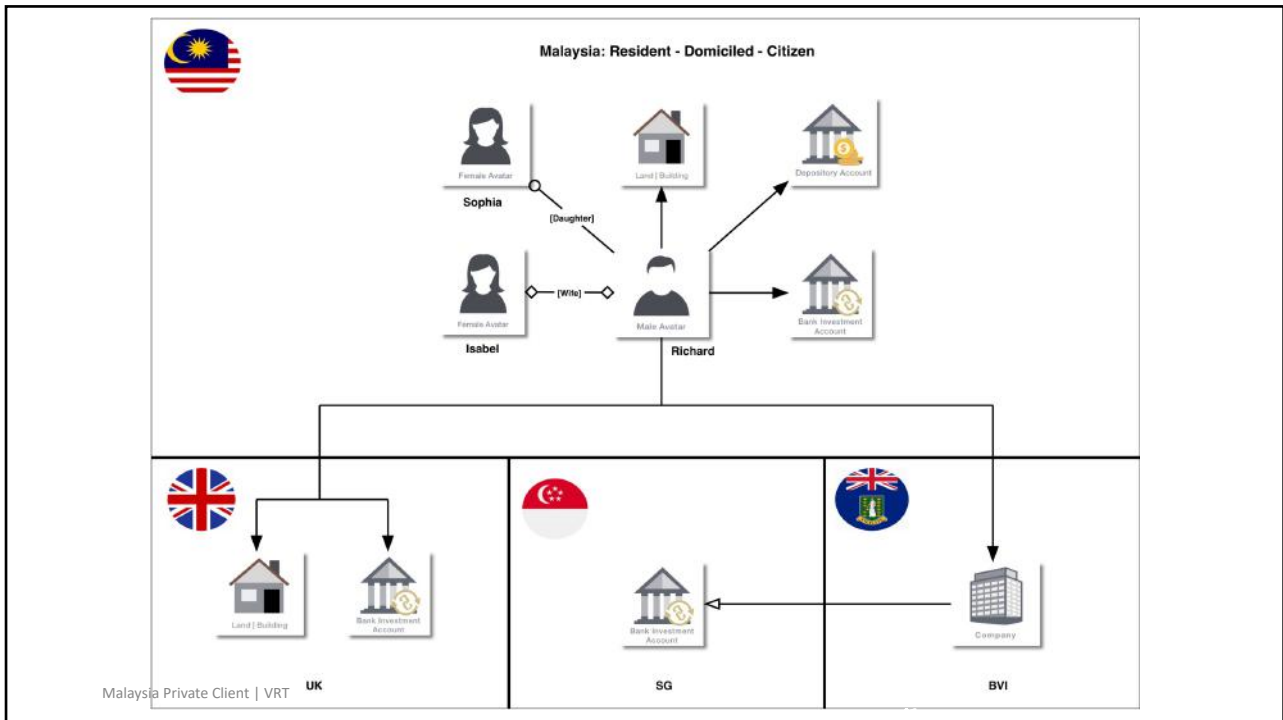 Malaysia: Resident - Domiciled - Citizen
Female Avatar
Sophia
[Daughter]
Land | Building
Depository Account
Female Avatar
Isabel
[Wife]
Male Avatar
Richard
Bank Investment
Account
Land | Building
Bank Investment
Account
UK
Bank Investment
Account
SG
Company
BVI
Malaysia Private Client | VRT